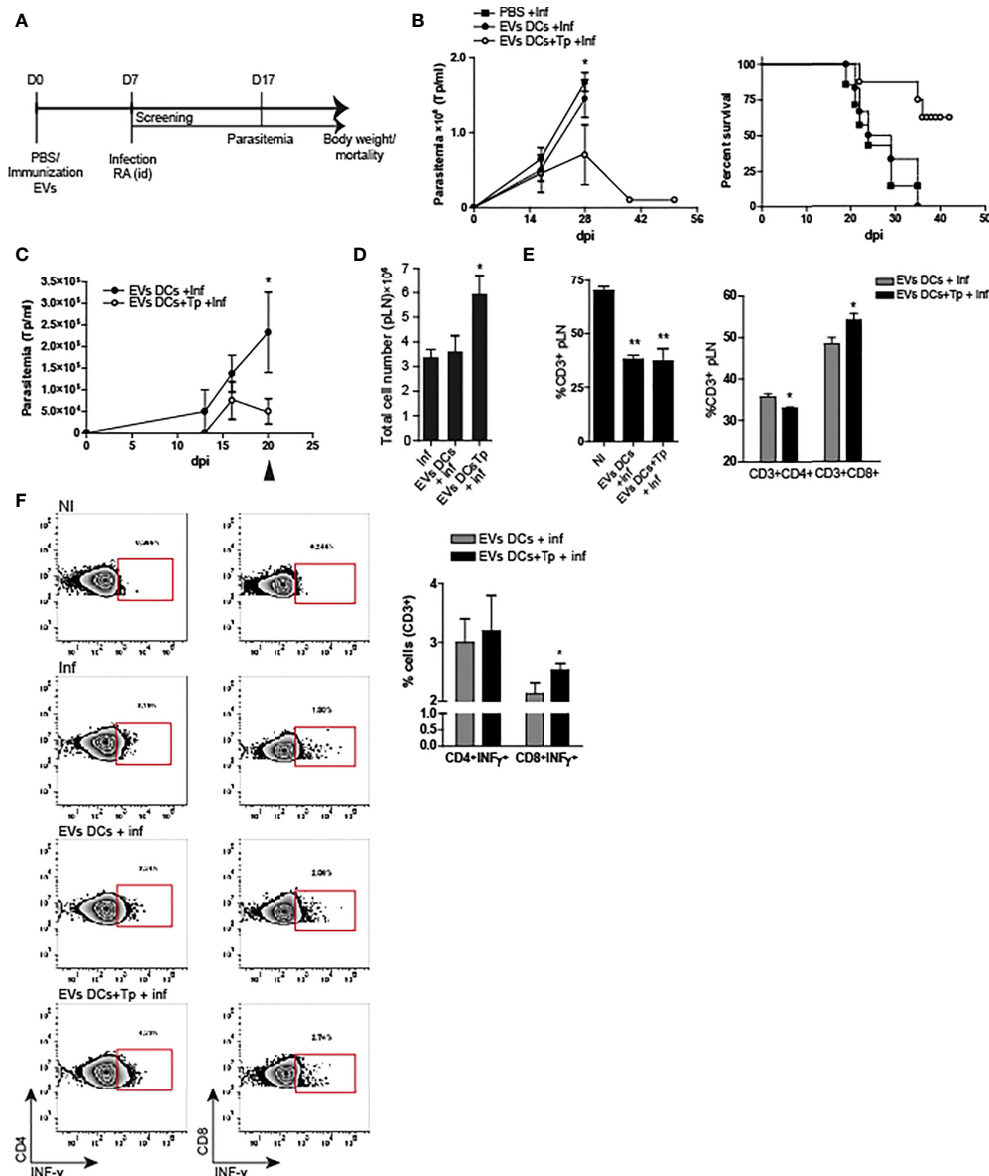 A
D0
D7
D17
Screening
Parasitemia
Body weight/
mortality
PBS/
Immunization
EVs
Infection
RA (id)
B
PBS +Inf
EVs DCs +Inf
EVs DCs+Tp +Inf
Parasitemia ×10⁶ (Tp/ml)
2.0
1.0
0.0
*
0
14
28
42
56
dpi
Percent survival
100
50
0
0
10
20
30
40
50
dpi
C
EVs DCs +Inf
EVs DCs+Tp +Inf
Parasitemia (Tp/ml)
3.5×10⁵
3.0×10⁵
2.5×10⁵
2.0×10⁵
1.5×10⁵
1.0×10⁵
5.0×10⁴
0
*
0
5
10
15
20
25
dpi
D
Total cell number (pLN)×10⁶
7
6
5
4
3
2
1
0
*
Inf
EVs DCs
+ Inf
EVs DCsTp
+ Inf
E
%CD3⁺ pLN
75
50
25
0
**
**
NI
EVs DCs
+Inf
EVs DCs+Tp
+ Inf
EVs DCs + Inf
EVs DCs+Tp + Inf
%CD3⁺ pLN
60
50
40
30
*
*
CD3+CD4+
CD3+CD8+
F
NI
Inf
EVs DCs + inf
EVs DCs+Tp + inf
CD4
INF-γ
CD8
INF-γ
EVs DCs + inf
EVs DCs+Tp + inf
% cells (CD3⁺)
4
3
2
1.0
0.5
0.0
*
CD4+INFγ+
CD8+INFγ+